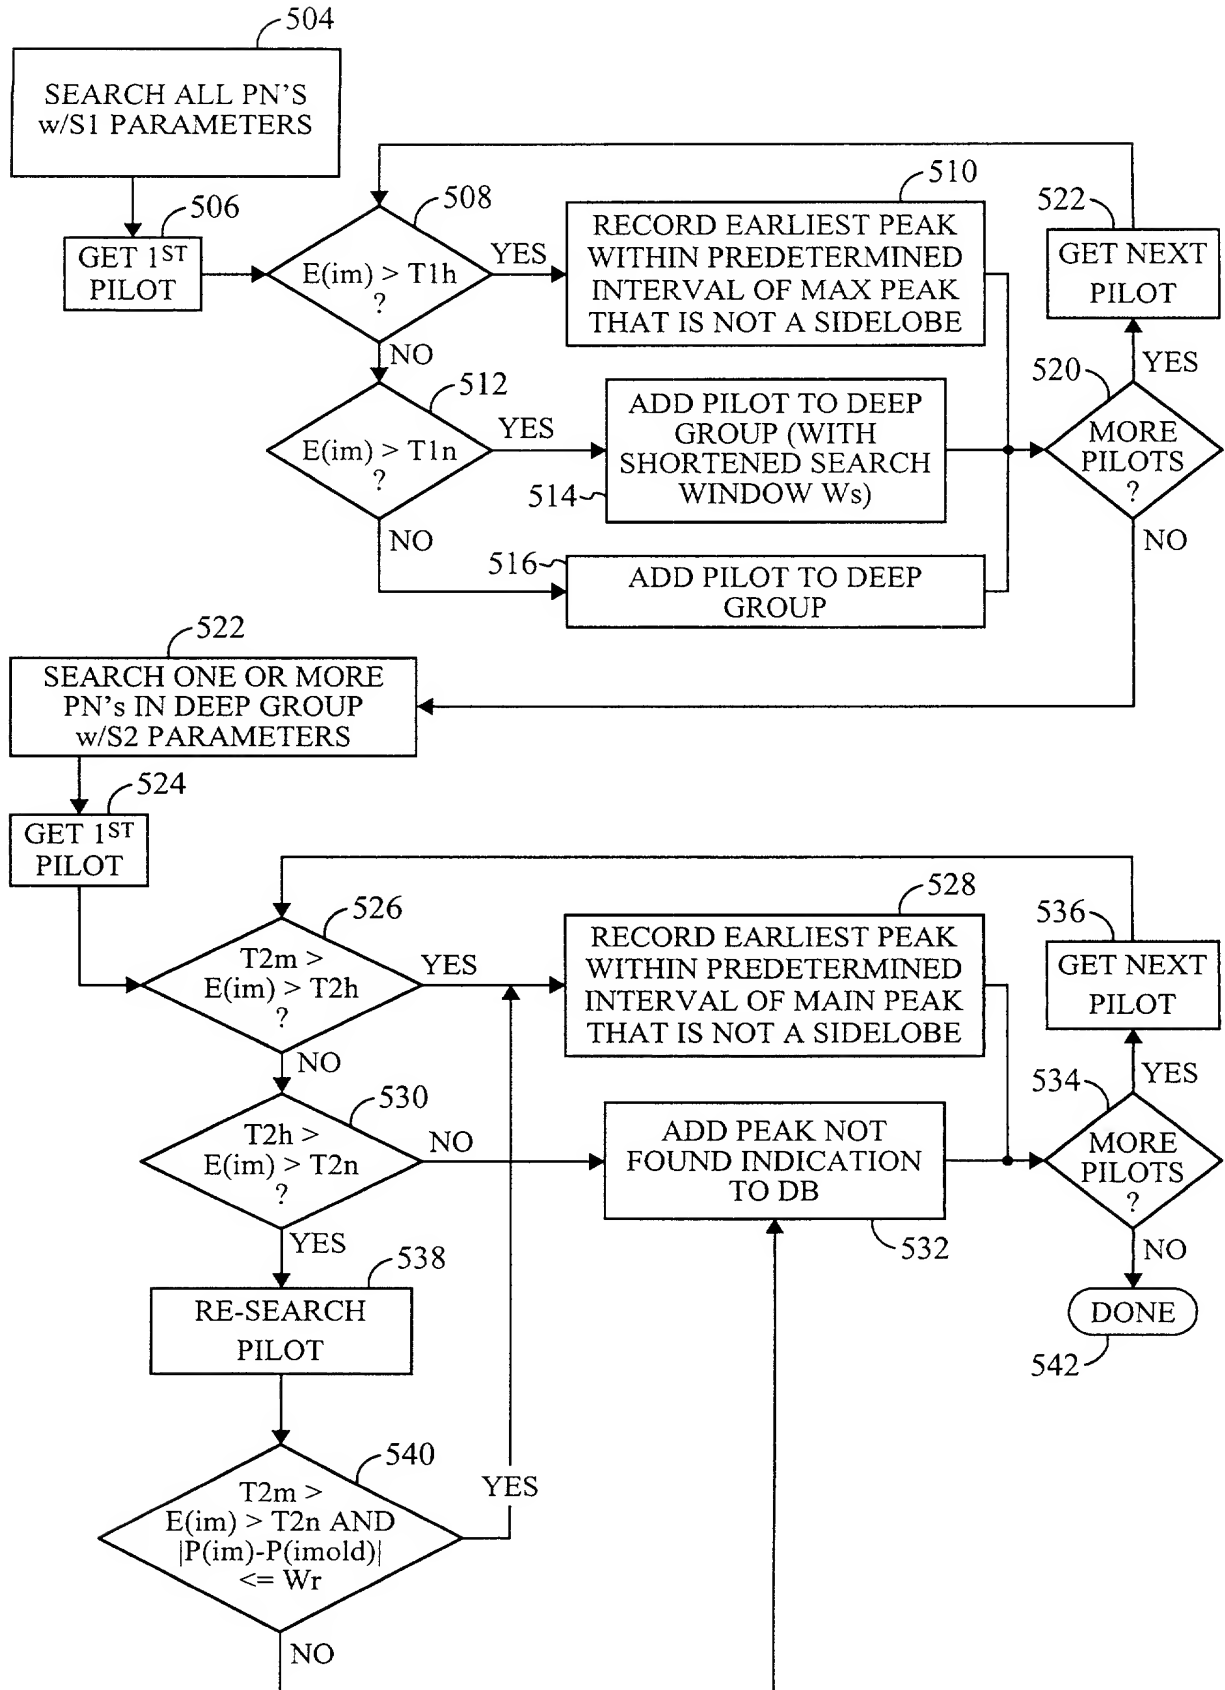 504
SEARCH ALL PN'S
w/S1 PARAMETERS
506
GET 1ST
PILOT
508
E(im) > T1h
?
YES
NO
510
RECORD EARLIEST PEAK
WITHIN PREDETERMINED
INTERVAL OF MAX PEAK
THAT IS NOT A SIDELOBE
522
GET NEXT
PILOT
512
E(im) > T1n
?
YES
NO
ADD PILOT TO DEEP
GROUP (WITH
SHORTENED SEARCH
WINDOW Ws)
514
516
ADD PILOT TO DEEP
GROUP
520
YES
MORE
PILOTS
?
NO
522
SEARCH ONE OR MORE
PN's IN DEEP GROUP
w/S2 PARAMETERS
524
GET 1ST
PILOT
526
T2m >
E(im) > T2h
?
YES
NO
528
RECORD EARLIEST PEAK
WITHIN PREDETERMINED
INTERVAL OF MAIN PEAK
THAT IS NOT A SIDELOBE
536
GET NEXT
PILOT
530
T2h >
E(im) > T2n
?
NO
YES
ADD PEAK NOT
FOUND INDICATION
TO DB
532
534
YES
MORE
PILOTS
?
NO
DONE
542
538
RE-SEARCH
PILOT
540
T2m >
E(im) > T2n AND
|P(im)-P(imold)|
<= Wr
YES
NO